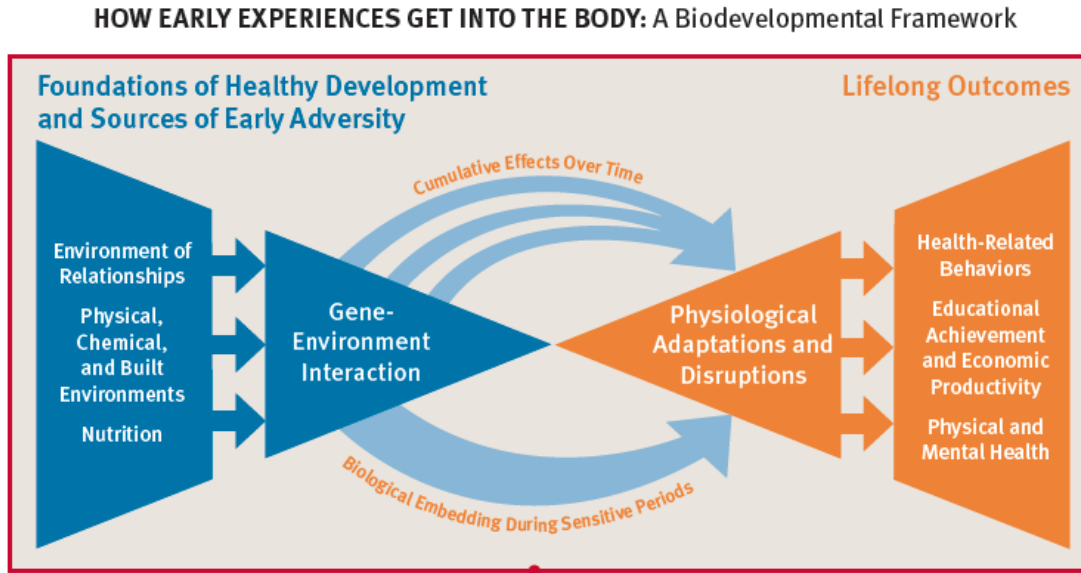 HOW EARLY EXPERIENCES GET INTO THE BODY: A Biodevelopmental Framework
Foundations of Healthy Development
and Sources of Early Adversity
Lifelong Outcomes
Environment of
Relationships
Physical,
Chemical,
and Built
Environments
Nutrition
Gene-
Environment
Interaction
Cumulative Effects Over Time
Biological Embedding During Sensitive Periods
Physiological
Adaptations and
Disruptions
Health-Related
Behaviors
Educational
Achievement
and Economic
Productivity
Physical and
Mental Health